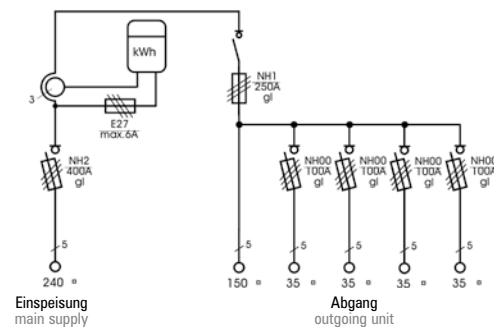 kWh
3
E27
max.6A
NH1
250A
gl
NH2
400A
gl
NH00
100A
gl
NH00
100A
gl
NH00
100A
gl
NH00
100A
gl
5
5
5
5
5
5
240 ¤
150 ¤
35 ¤
35 ¤
35 ¤
35 ¤
Einspeisung
main supply
Abgang
outgoing unit